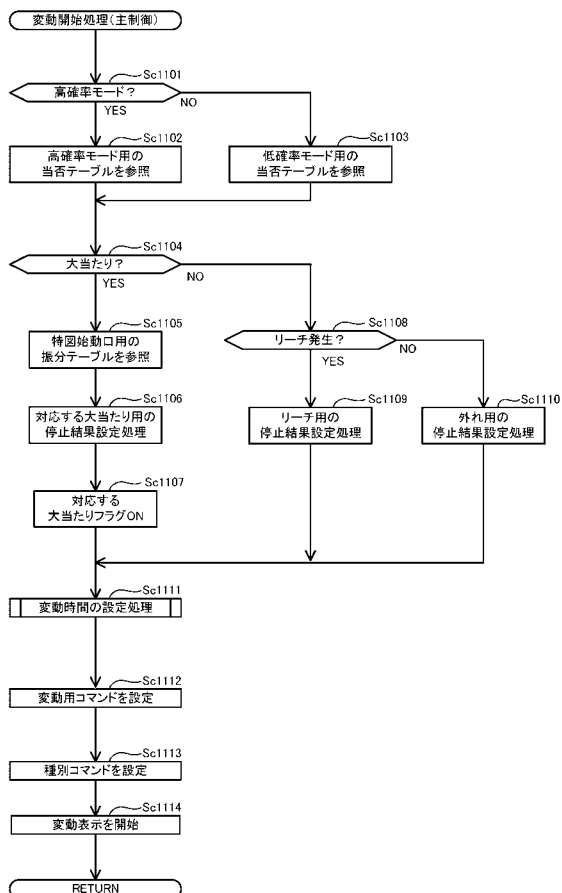 変動開始処理(主制御)
Sc1101
高確率モード?
YES
NO
Sc1102
高確率モード用の
当否テーブルを参照
Sc1103
低確率モード用の
当否テーブルを参照
Sc1104
大当たり?
YES
NO
Sc1105
特図始動口用の
振分テーブルを参照
Sc1108
リーチ発生?
YES
NO
Sc1106
対応する大当たり用の
停止結果設定処理
Sc1109
リーチ用の
停止結果設定処理
Sc1110
外れ用の
停止結果設定処理
Sc1107
対応する
大当たりフラグON
Sc1111
変動時間の設定処理
Sc1112
変動用コマンドを設定
Sc1113
種別コマンドを設定
Sc1114
変動表示を開始
RETURN